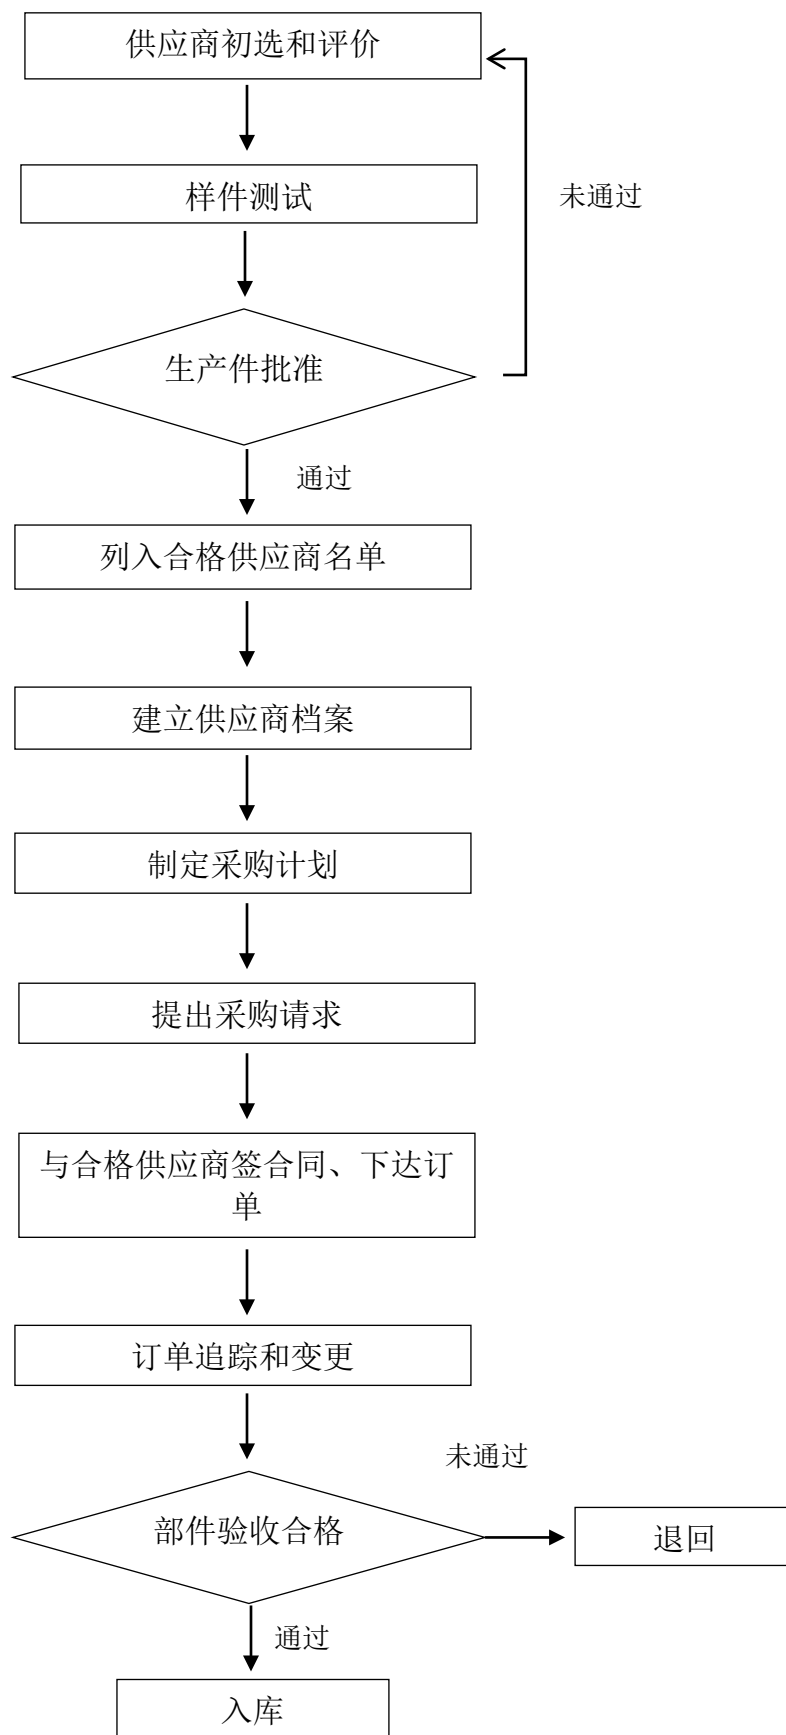 供应商初选和评价
样件测试
未通过
生产件批准
通过
列入合格供应商名单
建立供应商档案
制定采购计划
提出采购请求
与合格供应商签合同、下达订
单
订单追踪和变更
未通过
部件验收合格
退回
通过
入库